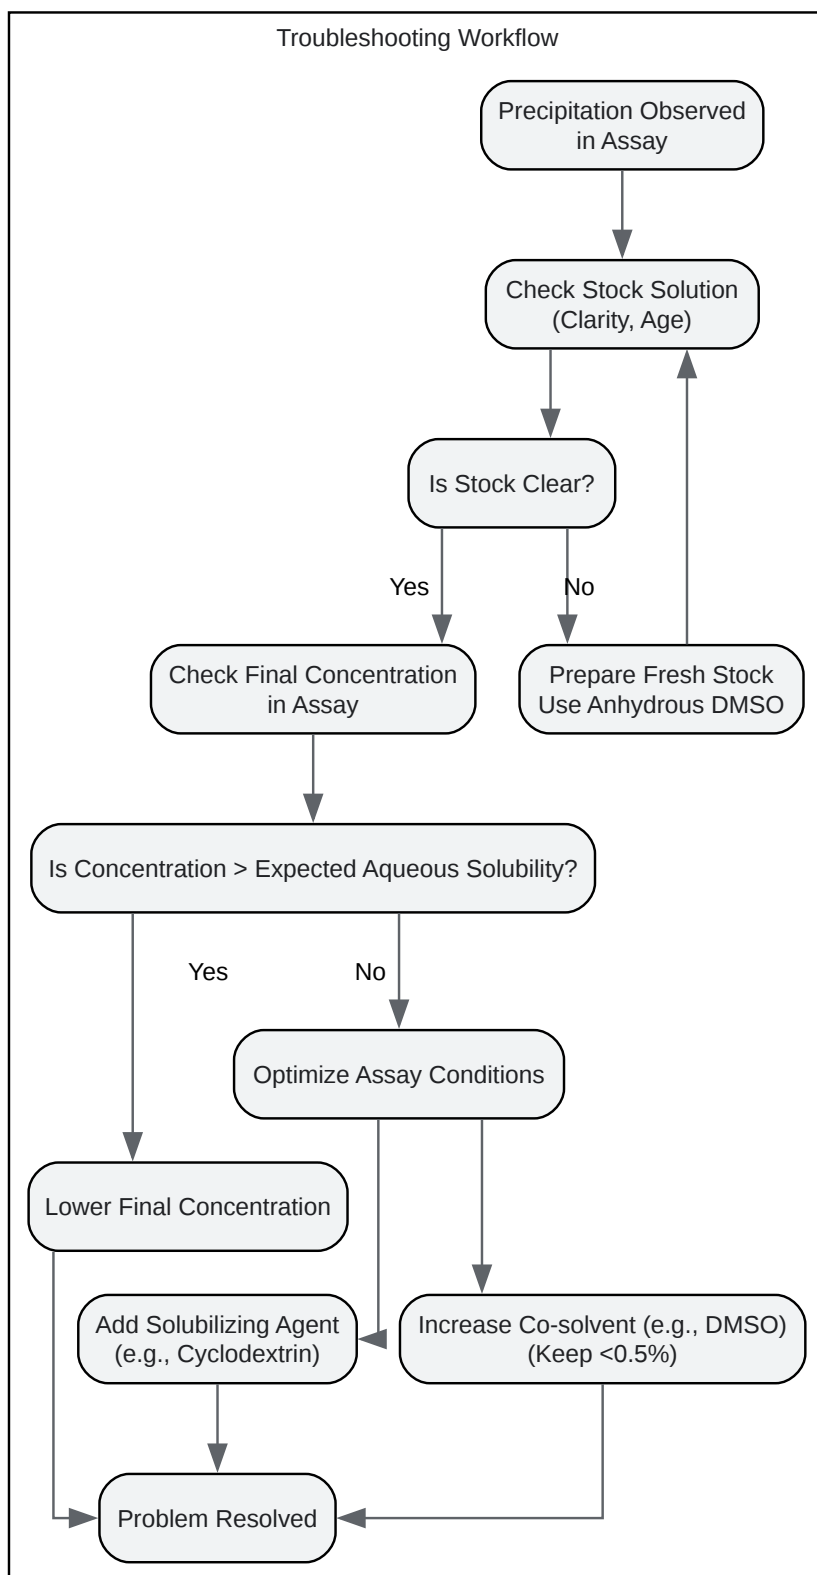 Troubleshooting Workflow
Precipitation Observed
in Assay
Check Stock Solution
(Clarity, Age)
Is Stock Clear?
Yes
No
Check Final Concentration
in Assay
Prepare Fresh Stock
Use Anhydrous DMSO
Is Concentration > Expected Aqueous Solubility?
Yes
No
Optimize Assay Conditions
Lower Final Concentration
Add Solubilizing Agent
(e.g., Cyclodextrin)
Increase Co-solvent (e.g., DMSO)
(Keep <0.5%)
Problem Resolved